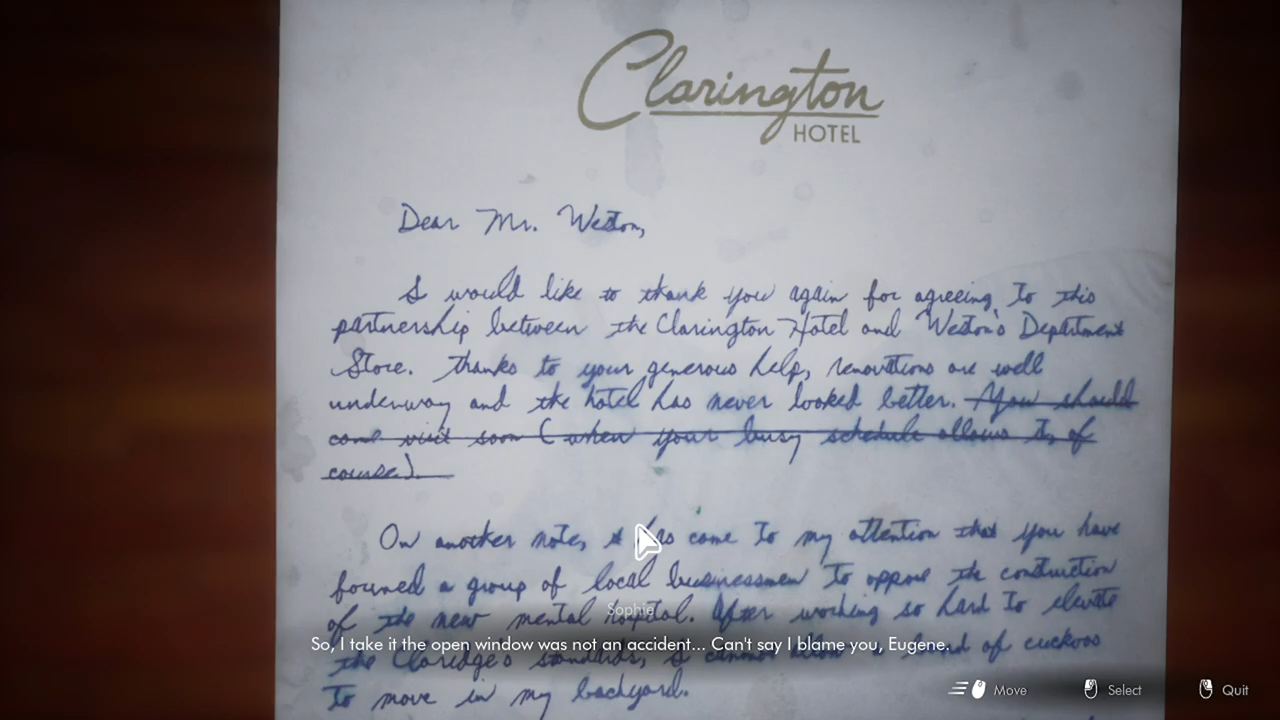 Clarington
HOTEL
Dear Mr. Weston,
I would like to thank you again for agreeing to this
partnership between the Clarington Hotel and Weston's Department
Store. Thanks to your generous help, renovations are well
underway and the hotel has never looked better. You should
come visit soon (when your busy schedule allows it, of
course).
On another note, it has come to my attention that you have
formed a group of local businessmen to oppose the construction
of the new mental hospital. After working so hard to elevate
the Claridge's standards, I cannot allow a band of cuckoos
to move in my backyard.
Sophie
So, I take it the open window was not an accident... Can't say I blame you, Eugene.
Move
Select
Quit